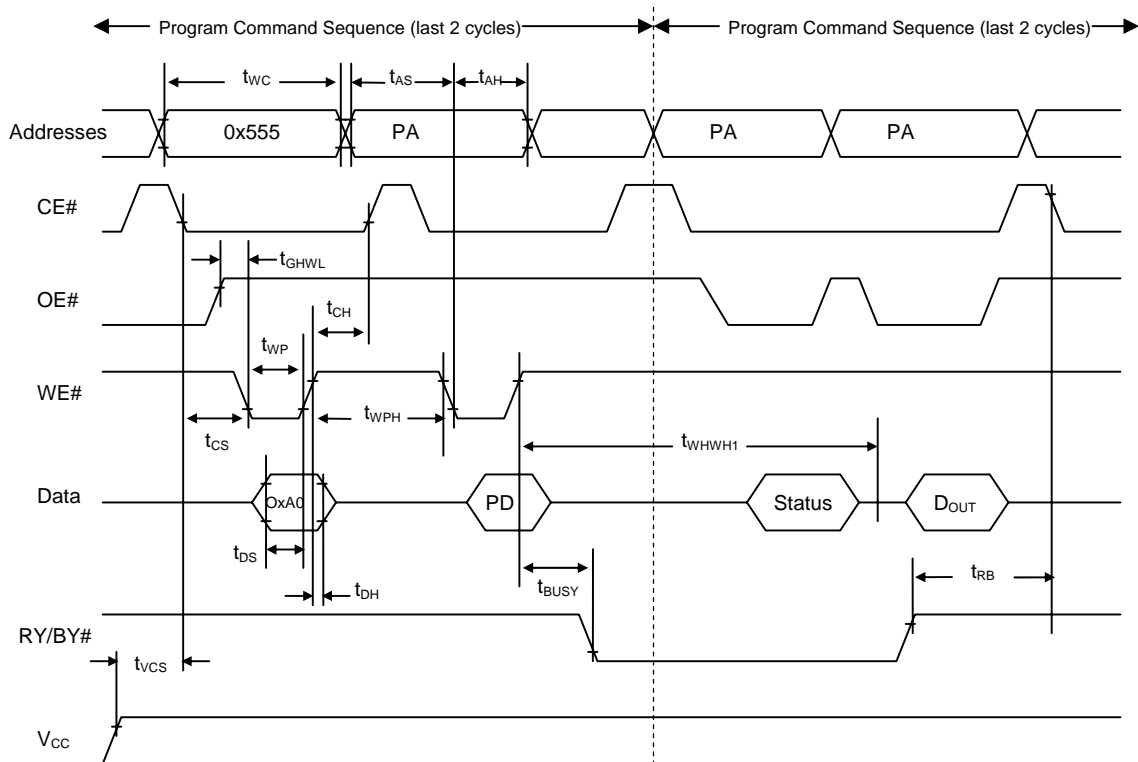 Program Command Sequence (last 2 cycles) Program Command Sequence (last 2 cycles)
tWC tAS tAH
Addresses 0x555 PA PA PA
CE#
tGHWL
OE#
tCH
tWP
WE#
tCS tWPH tWHWH1
Data OxA0 PD Status DOUT
tDS tDH tBUSY tRB
RY/BY#
tVCS
VCC